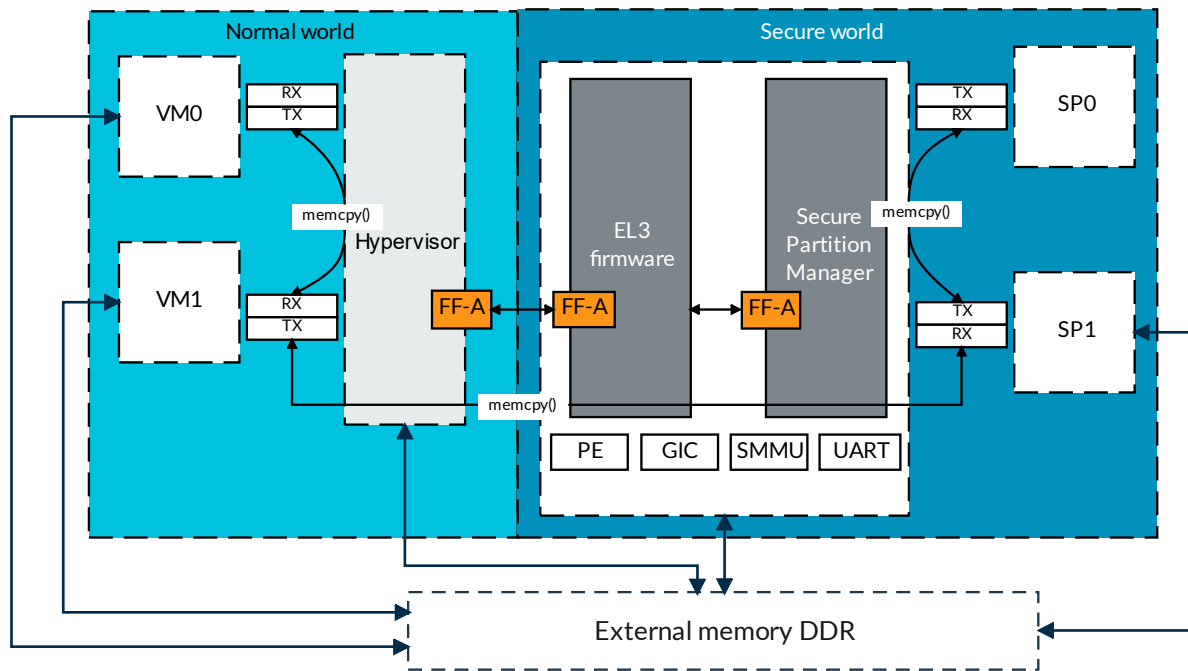 Normal world
Secure world
VM0
RX
TX
memcpy()
Hypervisor
VM1
RX
TX
FF-A
FF-A
EL3
firmware
FF-A
Secure
Partition
Manager
memcpy()
TX
RX
SP0
TX
RX
SP1
memcpy()
PE
GIC
SMMU
UART
External memory DDR